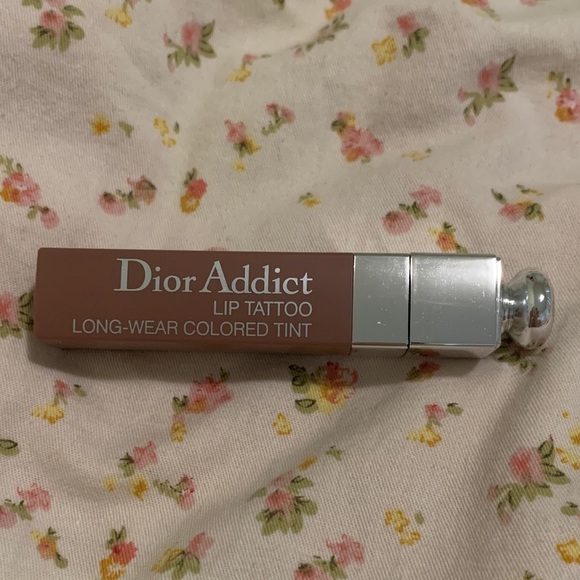 Dior Addict
LIP TATTOO
LONG-WEAR COLORED TINT